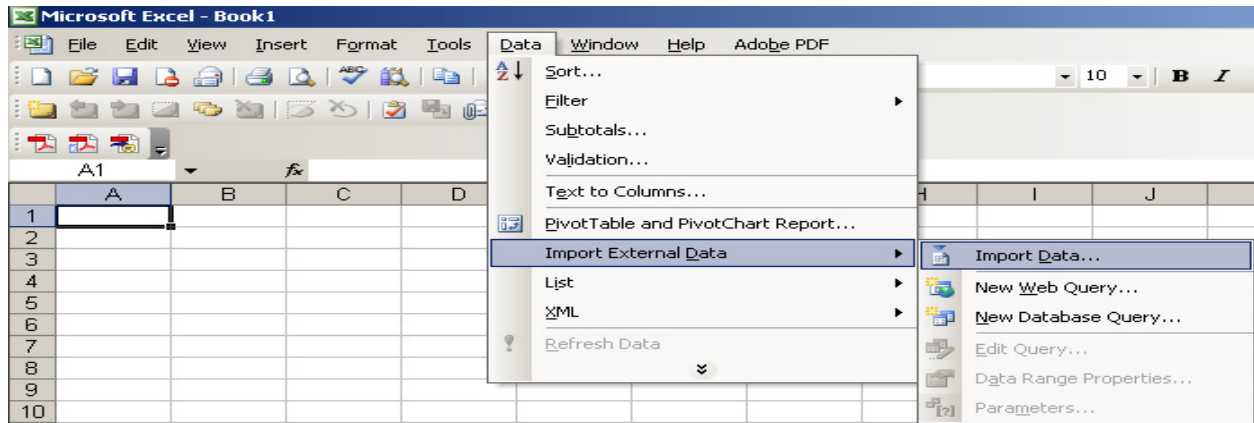 Microsoft Excel - Book1
File Edit View Insert Format Tools Data Window Help Adobe PDF
ABC 10 B I
A1 fx
A B C D H I J
Sort...
Filter
Subtotals...
Validation...
Text to Columns...
PivotTable and PivotChart Report...
Import External Data
List
XML
Refresh Data
Import Data...
New Web Query...
New Database Query...
Edit Query...
Data Range Properties...
Parameters...
1
2
3
4
5
6
7
8
9
10